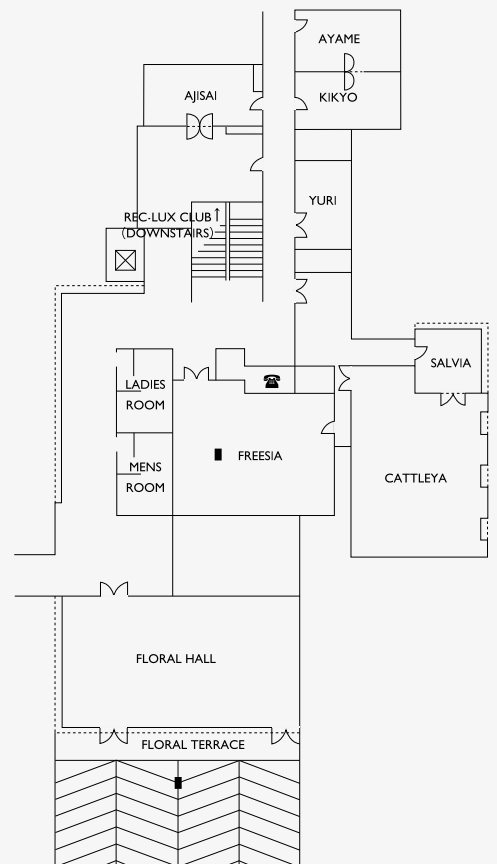 AYAME
AJISAI
KIKYO
YURI
REC-LUX CLUB↑
(DOWNSTAIRS)
SALVIA
LADIES
ROOM
FREESIA
MENS
ROOM
CATTLEYA
FLORAL HALL
FLORAL TERRACE